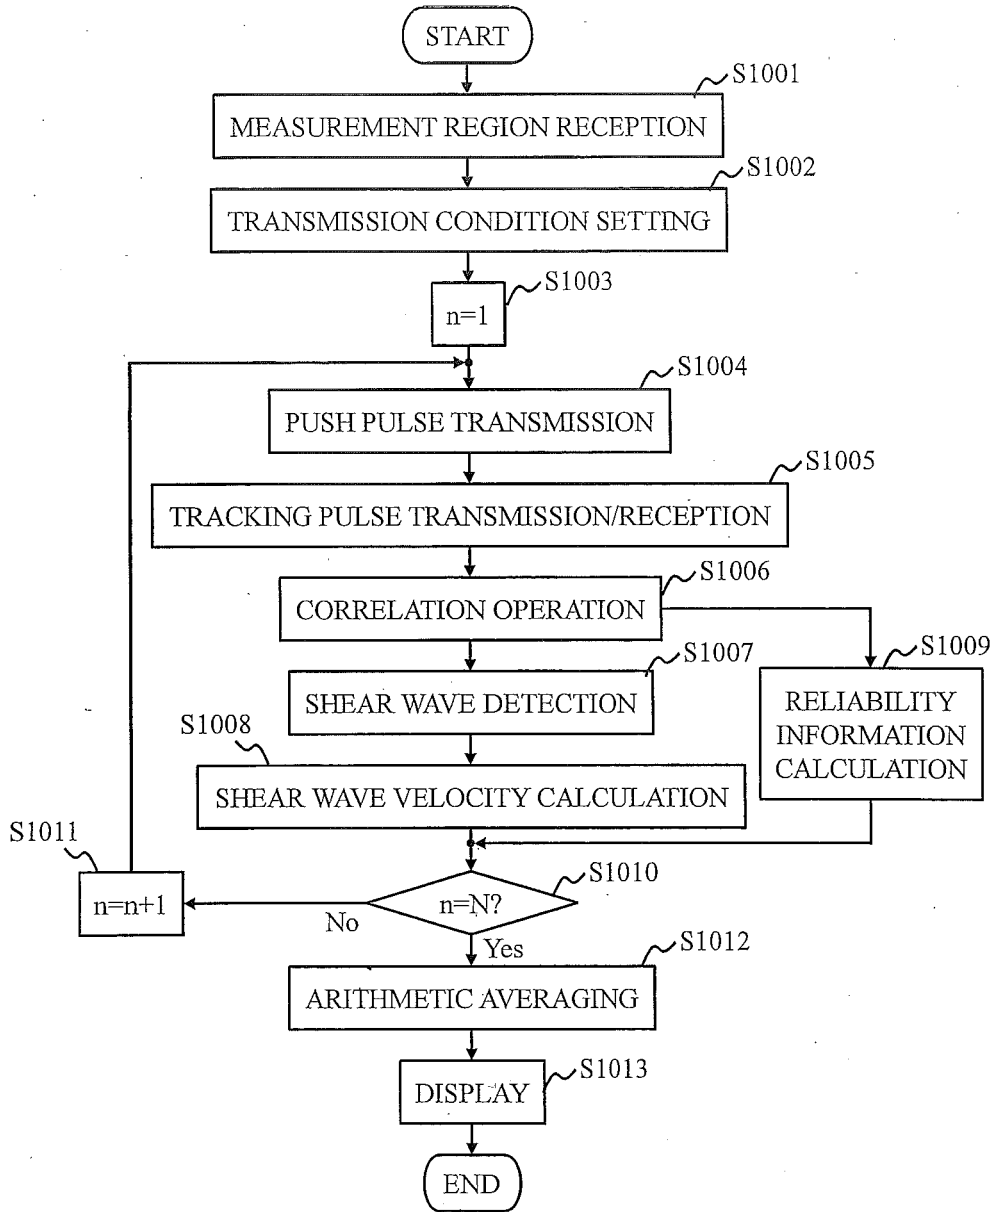 START
S1001
MEASUREMENT REGION RECEPTION
S1002
TRANSMISSION CONDITION SETTING
S1003
n=1
S1004
PUSH PULSE TRANSMISSION
S1005
TRACKING PULSE TRANSMISSION/RECEPTION
S1006
CORRELATION OPERATION
S1007
SHEAR WAVE DETECTION
S1009
RELIABILITY
INFORMATION
CALCULATION
S1008
SHEAR WAVE VELOCITY CALCULATION
S1011
n=n+1
S1010
n=N?
No
Yes
S1012
ARITHMETIC AVERAGING
S1013
DISPLAY
END